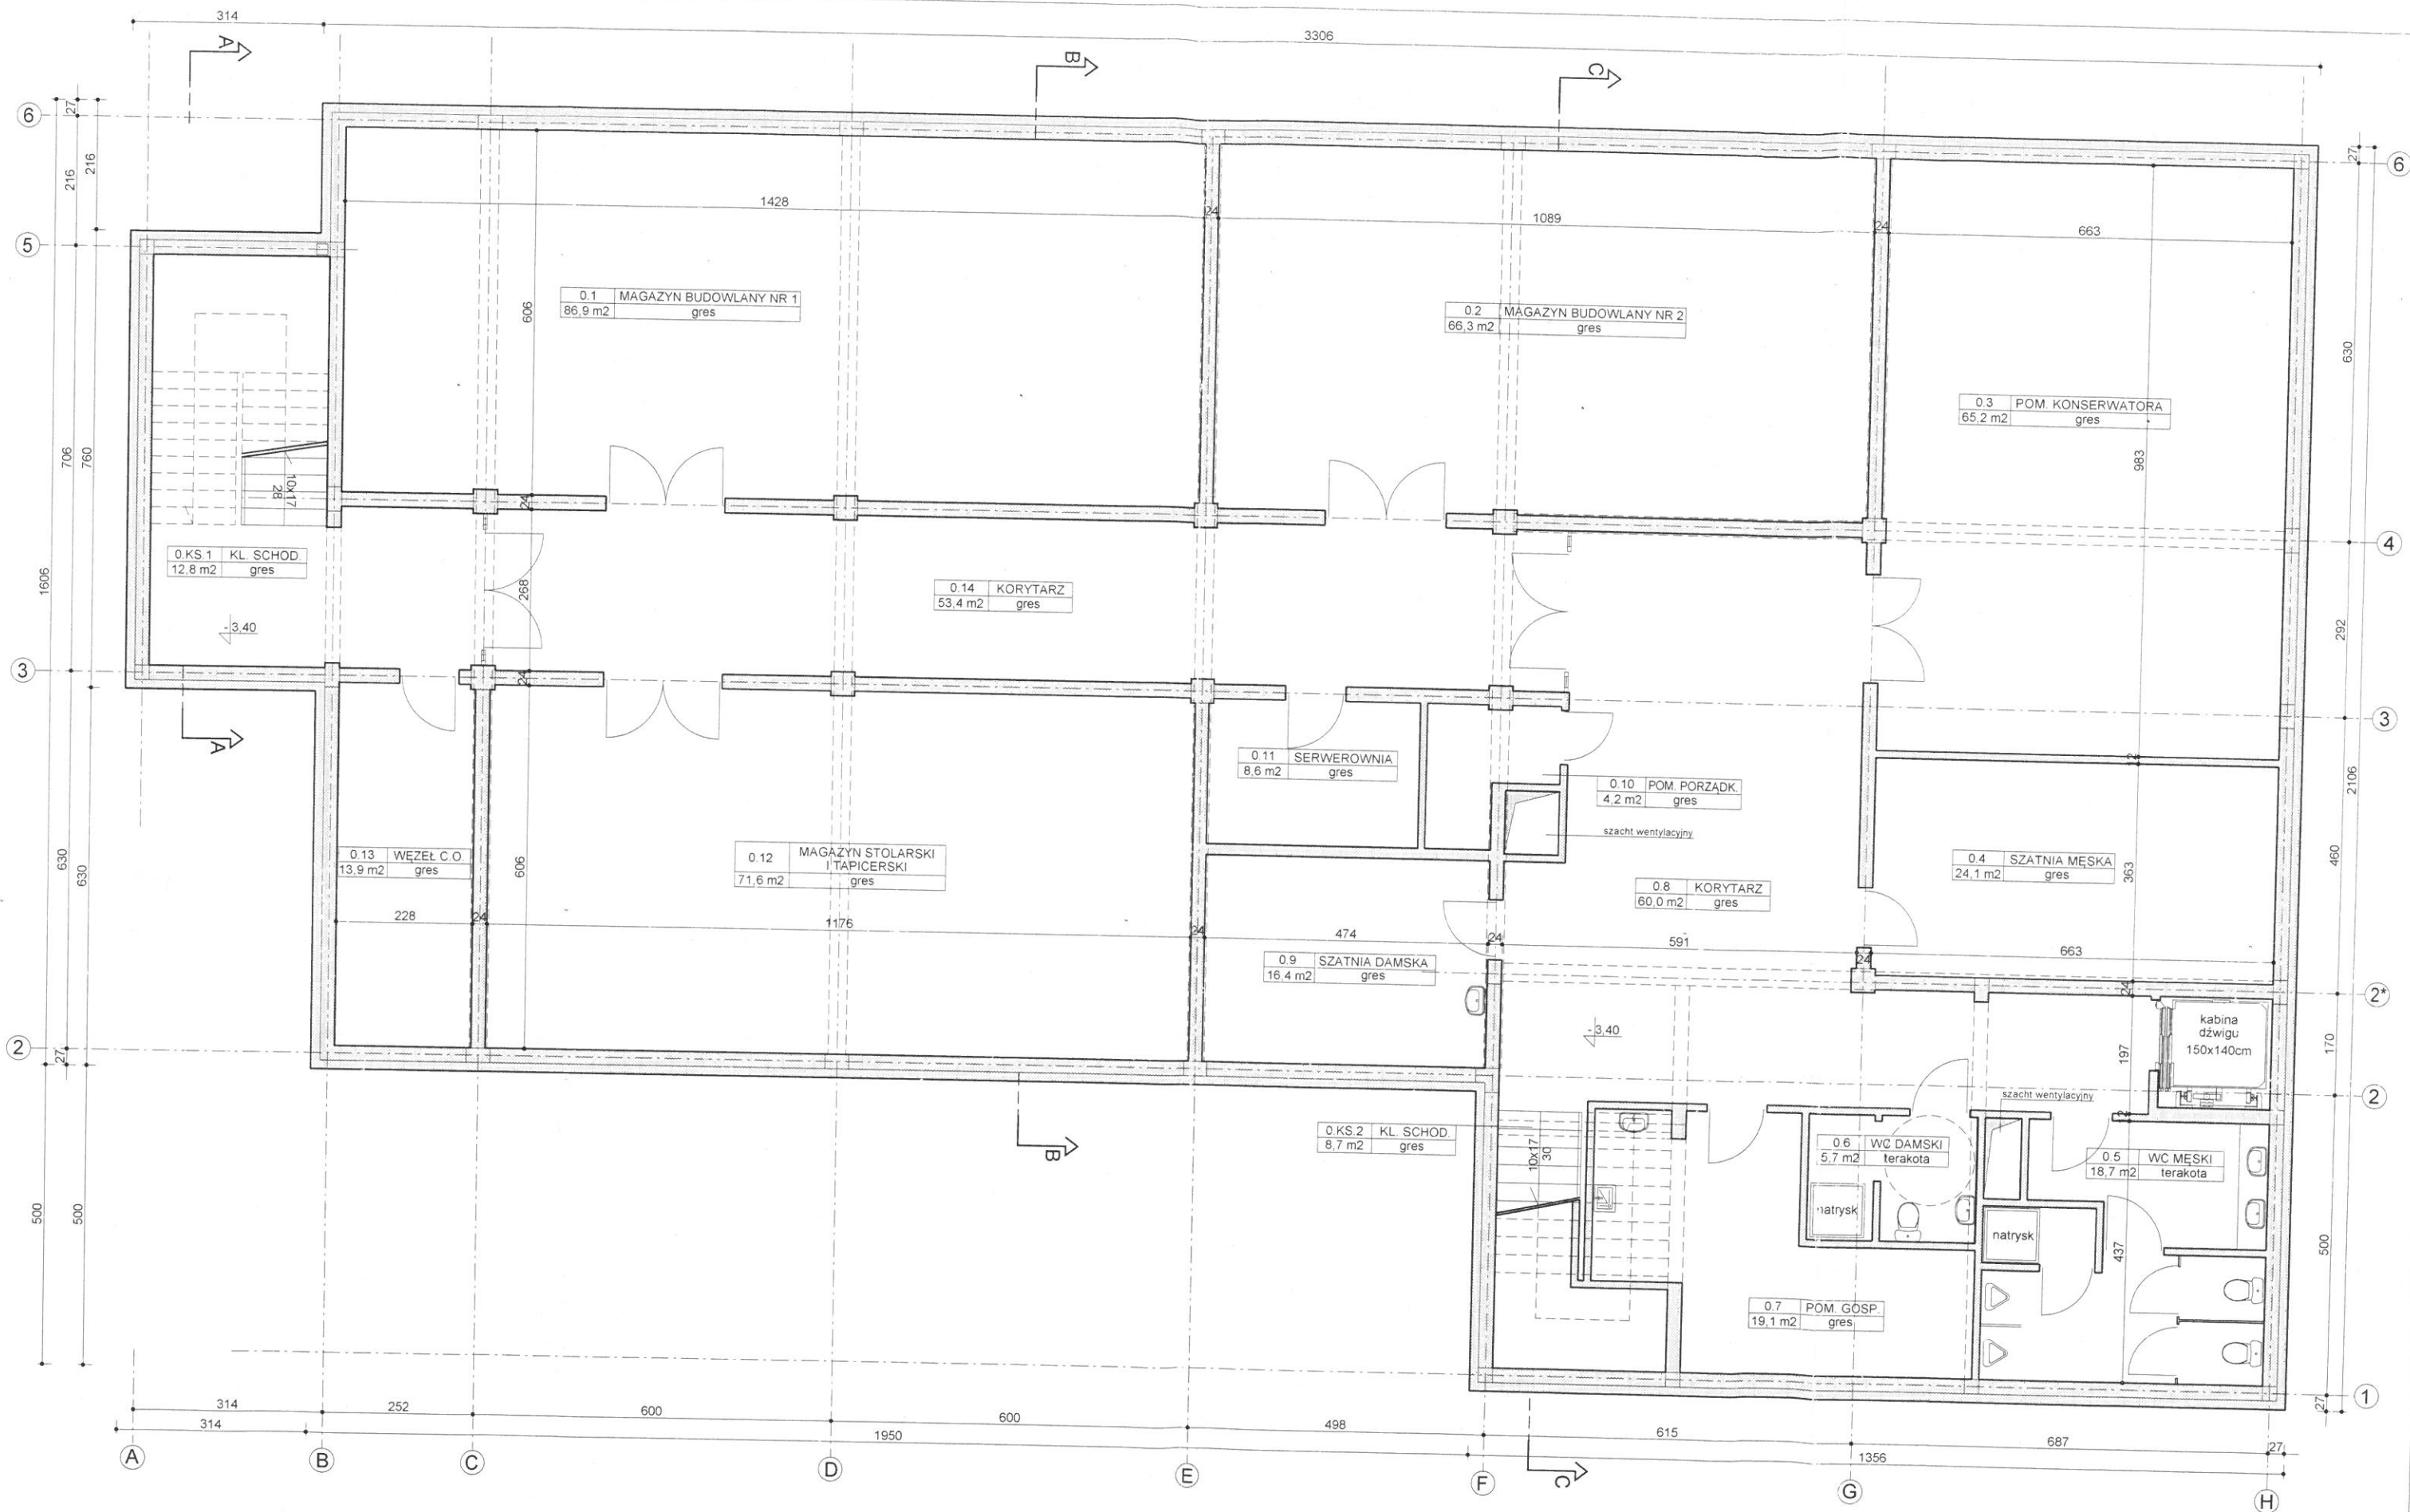 314
3306
A
B
C
6
27
216
216
27
6
5
1428
24
1089
24
663
0.1 MAGAZYN BUDOWLANY NR 1
86,9 m2 gres
606
0.2 MAGAZYN BUDOWLANY NR 2
66,3 m2 gres
630
0.3 POM. KONSERWATORA
65,2 m2 gres
983
706
760
10x17
28
24
0.KS.1 KL. SCHOD.
12,8 m2 gres
1606
268
0.14 KORYTARZ
53,4 m2 gres
4
-3,40
292
3
24
3
A
0.11 SERWEROWNIA
8,6 m2 gres
12
2106
0.10 POM. PORZĄDK.
4,2 m2 gres
szacht wentylacyjny
0.13 WĘZEŁ C.O.
13,9 m2 gres
0.12 MAGAZYN STOLARSKI
I TAPICERSKI
71,6 m2 gres
606
630
630
0.4 SZATNIA MĘSKA
24,1 m2 gres
363
460
0.8 KORYTARZ
60,0 m2 gres
228
24
1176
24
474
24
591
24
663
0.9 SZATNIA DAMSKA
16,4 m2 gres
24
2*
-3,40
kabina
dźwigu
150x140cm
197
170
2
27
szacht wentylacyjny
2
12
B
0.KS.2 KL. SCHOD.
8,7 m2 gres
10x17
30
0.6 WC DAMSKI
5,7 m2 terakota
0.5 WC MĘSKI
18,7 m2 terakota
500
500
natrysk
natrysk
437
500
0.7 POM. GOSP.
19,1 m2 gres
27
1
314
252
600
600
498
615
687
27
314
1950
1356
A
B
C
D
E
F
C
G
H